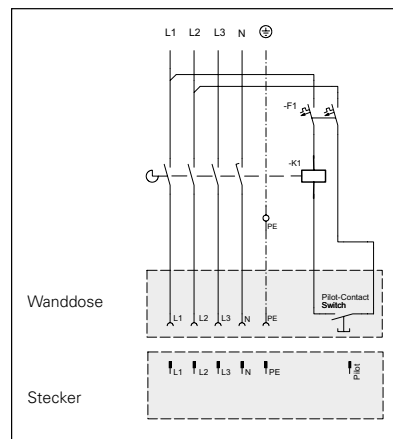 L1 L2 L3 N
-F1
-K1
PE
Pilot-Contact
Switch
Wanddose
L1 L2 L3 N PE
L1 L2 L3 N PE Pilot
Stecker